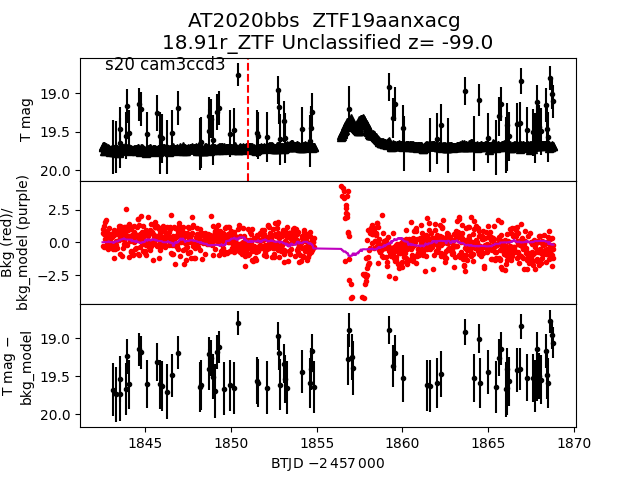 AT2020bbs  ZTF19aanxacg
18.91r_ZTF Unclassified z= -99.0
s20 cam3ccd3
T mag
19.0
19.5
20.0
Bkg (red)/
bkg_model (purple)
2.5
0.0
−2.5
T mag −
bkg_model
19.0
19.5
20.0
1845
1850
1855
1860
1865
1870
BTJD −2 457 000